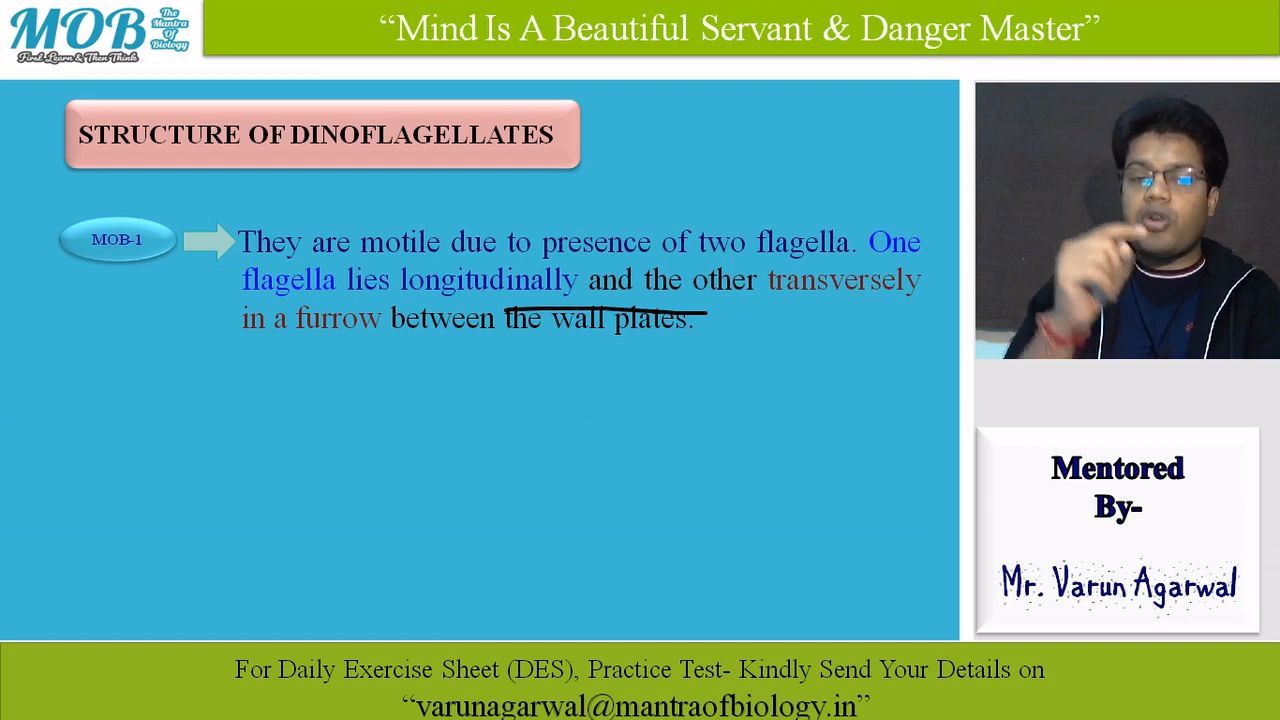 MOB The Mantra Of Biology
First Learn & Then Think
“Mind Is A Beautiful Servant & Danger Master”
STRUCTURE OF DINOFLAGELLATES
MOB-1
They are motile due to presence of two flagella. One
flagella lies longitudinally and the other transversely
in a furrow between the wall plates.
Mentored
By-
Mr. Varun Agarwal
For Daily Exercise Sheet (DES), Practice Test- Kindly Send Your Details on
“varunagarwal@mantraofbiology.in”